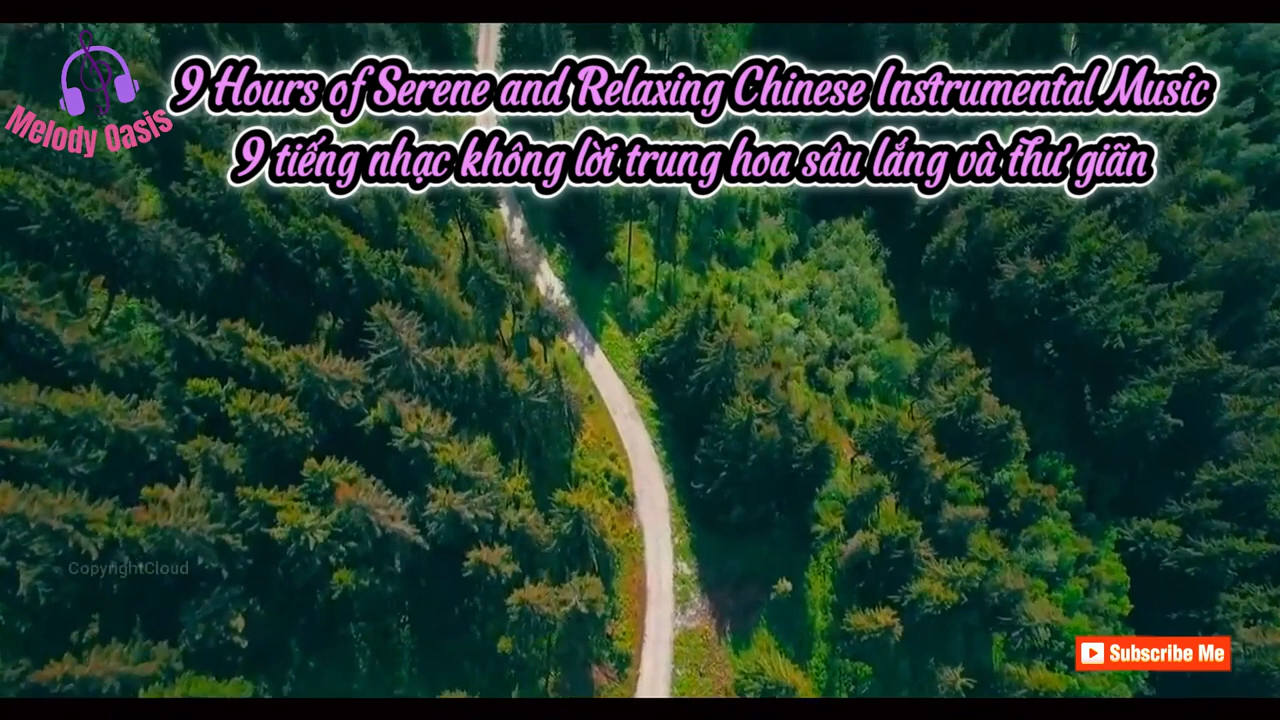 Melody Oasis
9 Hours of Serene and Relaxing Chinese Instrumental Music
9 tiếng nhạc không lời trung hoa sâu lắng và thư giãn
CopyrightCloud
Subscribe Me